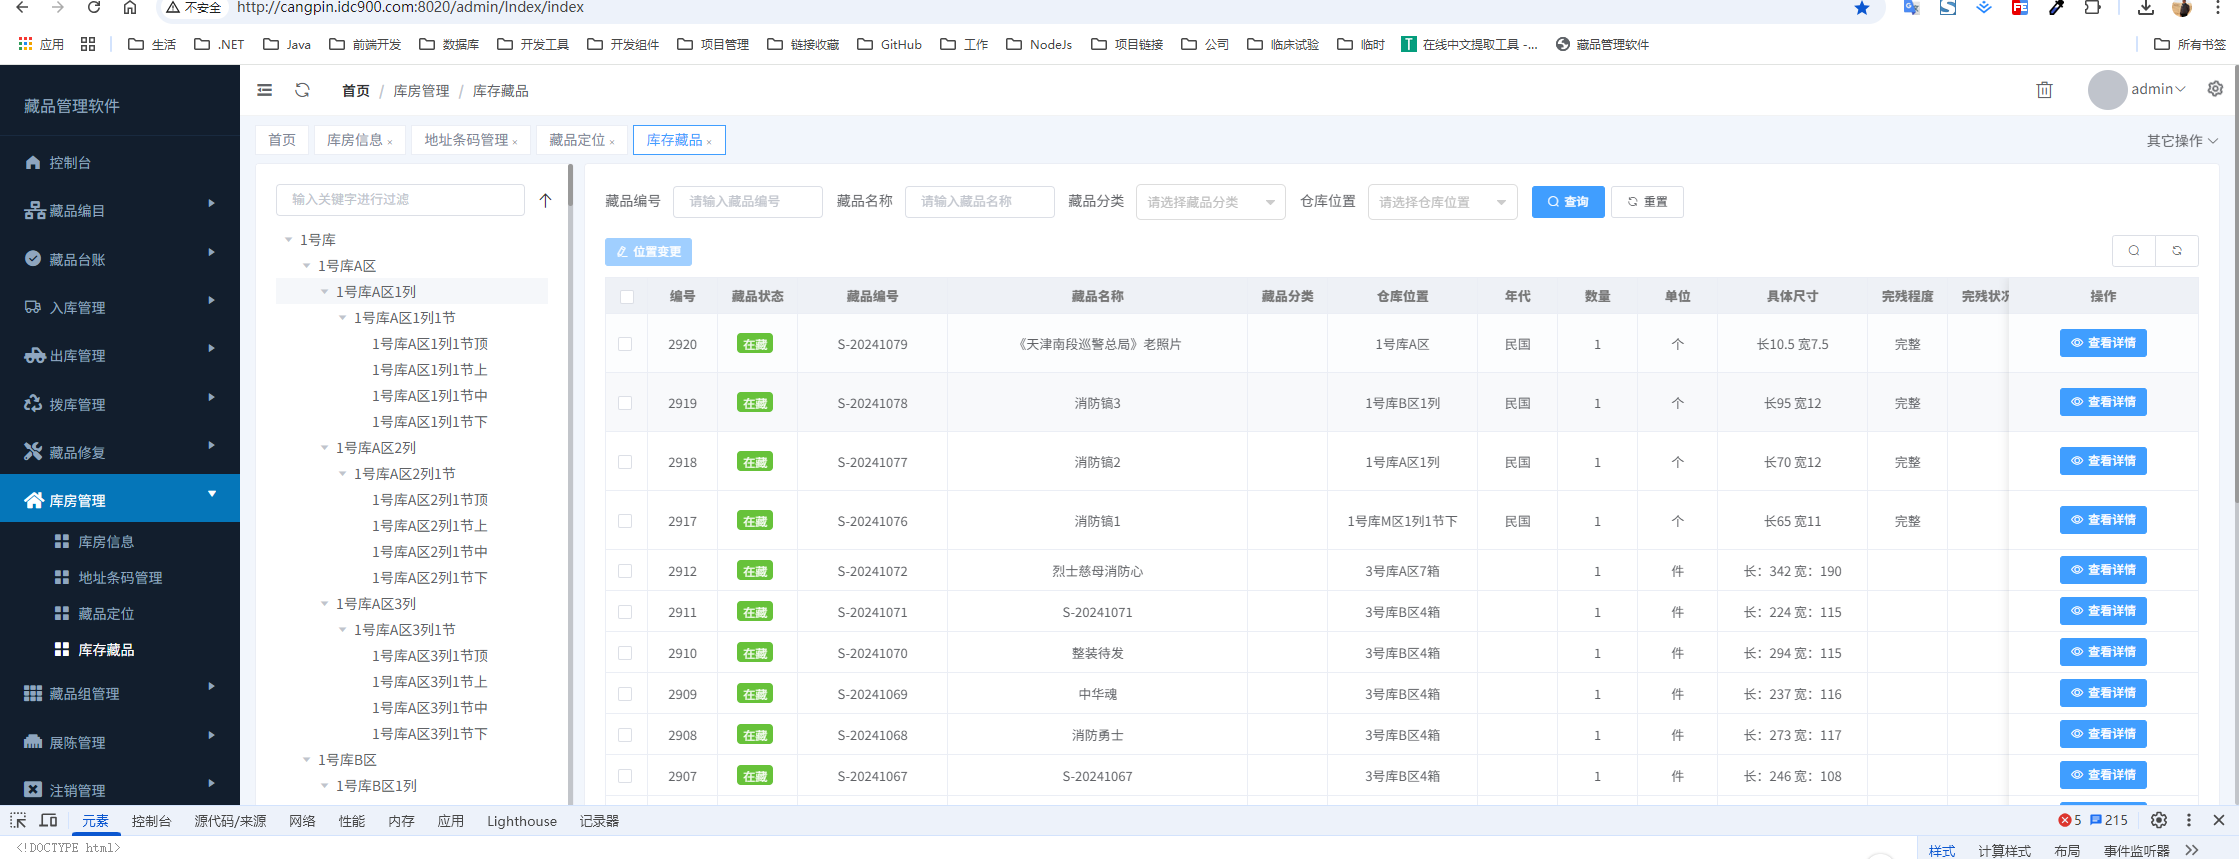 不安全 http://cangpin.idc900.com:8020/admin/Index/index
应用 生活 .NET Java 前端开发 数据库 开发工具 开发组件 项目管理 链接收藏 GitHub 工作 NodeJs 项目链接 公司 临床试验 临时 在线中文提取工具 -... 藏品管理软件 所有书签
藏品管理软件
控制台
藏品编目
藏品台账
入库管理
出库管理
拨库管理
藏品修复
库房管理
库房信息
地址条码管理
藏品定位
库存藏品
藏品组管理
展陈管理
注销管理
首页 / 库房管理 / 库存藏品 admin
首页 库房信息 × 地址条码管理 × 藏品定位 × 库存藏品 × 其它操作
输入关键字进行过滤
1号库
1号库A区
1号库A区1列
1号库A区1列1节
1号库A区1列1节顶
1号库A区1列1节上
1号库A区1列1节中
1号库A区1列1节下
1号库A区2列
1号库A区2列1节
1号库A区2列1节顶
1号库A区2列1节上
1号库A区2列1节中
1号库A区2列1节下
1号库A区3列
1号库A区3列1节
1号库A区3列1节顶
1号库A区3列1节上
1号库A区3列1节中
1号库A区3列1节下
1号库B区
1号库B区1列
藏品编号 请输入藏品编号 藏品名称 请输入藏品名称 藏品分类 请选择藏品分类 仓库位置 请选择仓库位置 查询 重置
位置变更
编号 藏品状态 藏品编号 藏品名称 藏品分类 仓库位置 年代 数量 单位 具体尺寸 完残程度 完残状况 操作
2920 在藏 S-20241079 《天津南段巡警总局》老照片 1号库A区 民国 1 个 长10.5 宽7.5 完整 查看详情
2919 在藏 S-20241078 消防镐3 1号库B区1列 民国 1 个 长95 宽12 完整 查看详情
2918 在藏 S-20241077 消防镐2 1号库A区1列 民国 1 个 长70 宽12 完整 查看详情
2917 在藏 S-20241076 消防镐1 1号库M区1列1节下 民国 1 个 长65 宽11 完整 查看详情
2912 在藏 S-20241072 烈士慈母消防心 3号库A区7箱 1 件 长：342 宽：190 查看详情
2911 在藏 S-20241071 S-20241071 3号库B区4箱 1 件 长：224 宽：115 查看详情
2910 在藏 S-20241070 整装待发 3号库B区4箱 1 件 长：294 宽：115 查看详情
2909 在藏 S-20241069 中华魂 3号库B区4箱 1 件 长：237 宽：116 查看详情
2908 在藏 S-20241068 消防勇士 3号库B区4箱 1 件 长：273 宽：117 查看详情
2907 在藏 S-20241067 S-20241067 3号库B区4箱 1 件 长：246 宽：108 查看详情
元素 控制台 源代码/来源 网络 性能 内存 应用 Lighthouse 记录器 5 215
<!DOCTYPE html> 样式 计算样式 布局 事件监听器